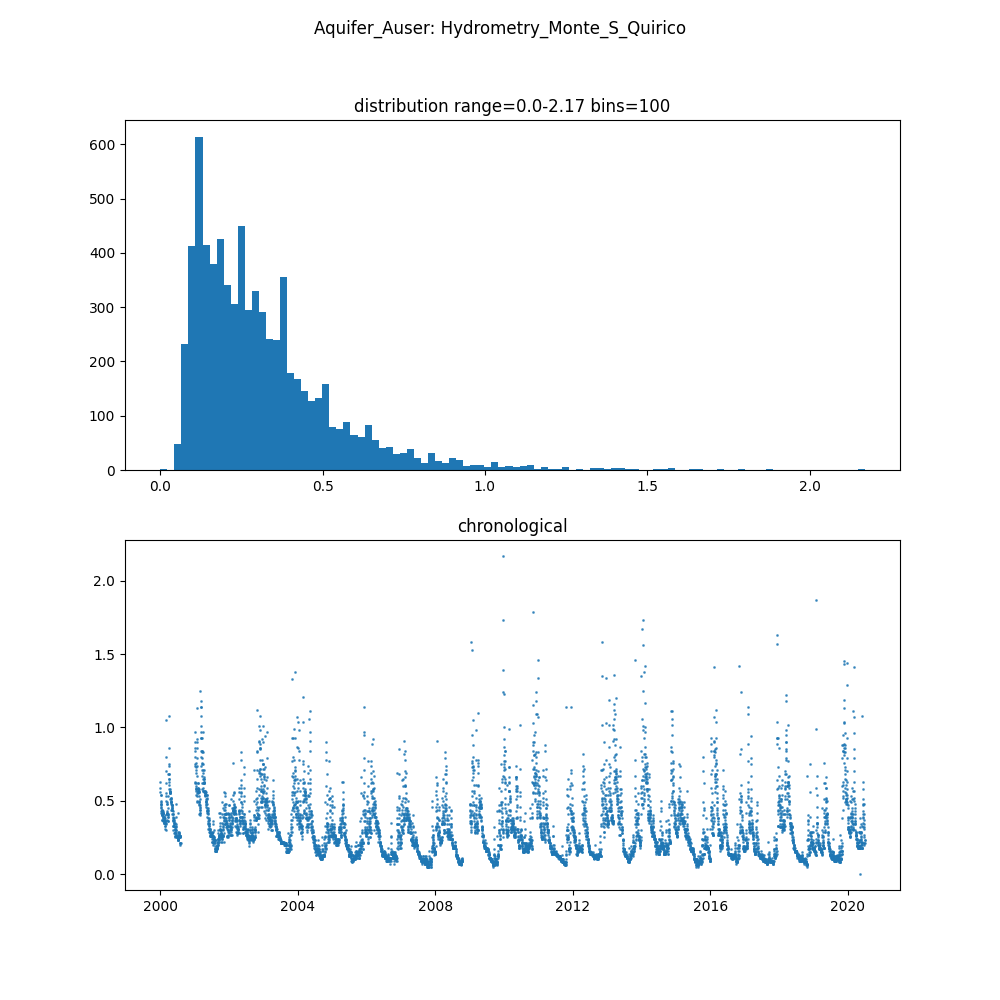 Aquifer_Auser: Hydrometry_Monte_S_Quirico
distribution range=0.0-2.17 bins=100
600
500
400
300
200
100
0
0.0 0.5 1.0 1.5 2.0
chronological
2.0
1.5
1.0
0.5
0.0
2000 2004 2008 2012 2016 2020